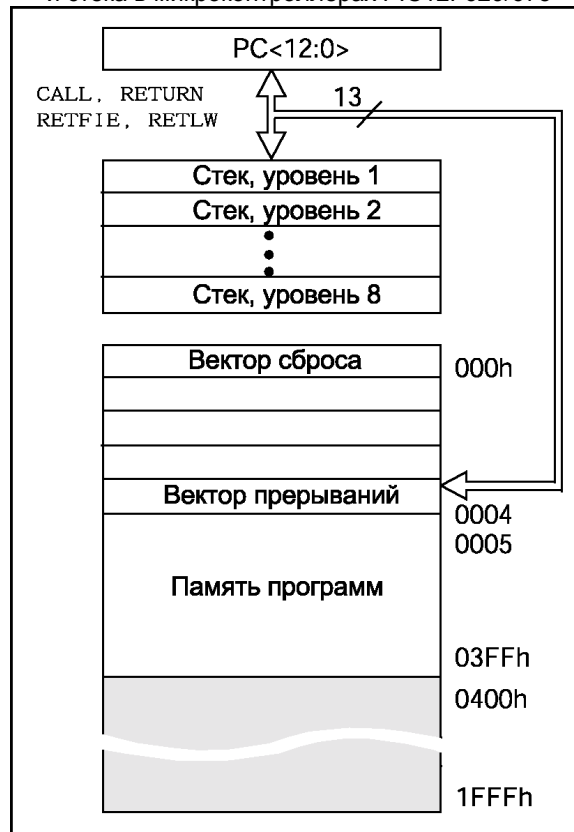 PC<12:0>
CALL, RETURN
RETFIE, RETLW
13
Стек, уровень 1
Стек, уровень 2
Стек, уровень 8
Вектор сброса
000h
Вектор прерываний
0004
0005
Память программ
03FFh
0400h
1FFFh